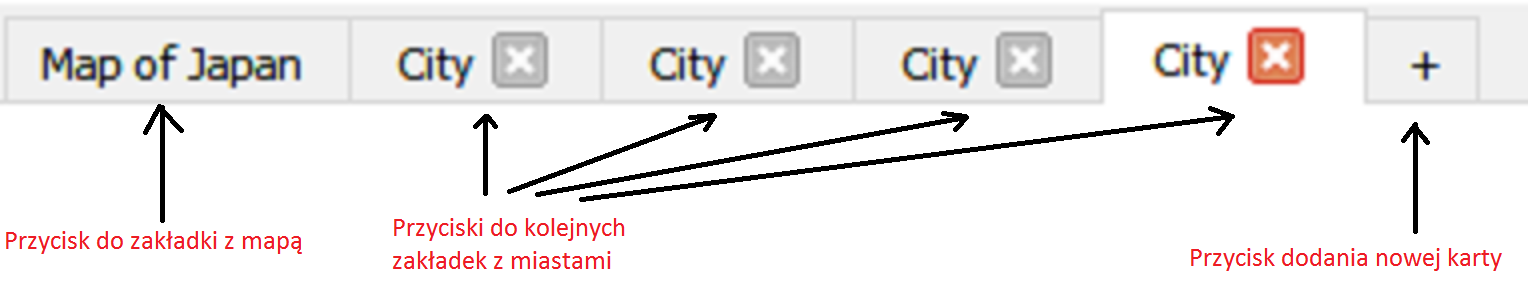 Map of Japan City City City City +
Przycisk do zakładki z mapą
Przyciski do kolejnych
zakładek z miastami
Przycisk dodania nowej karty